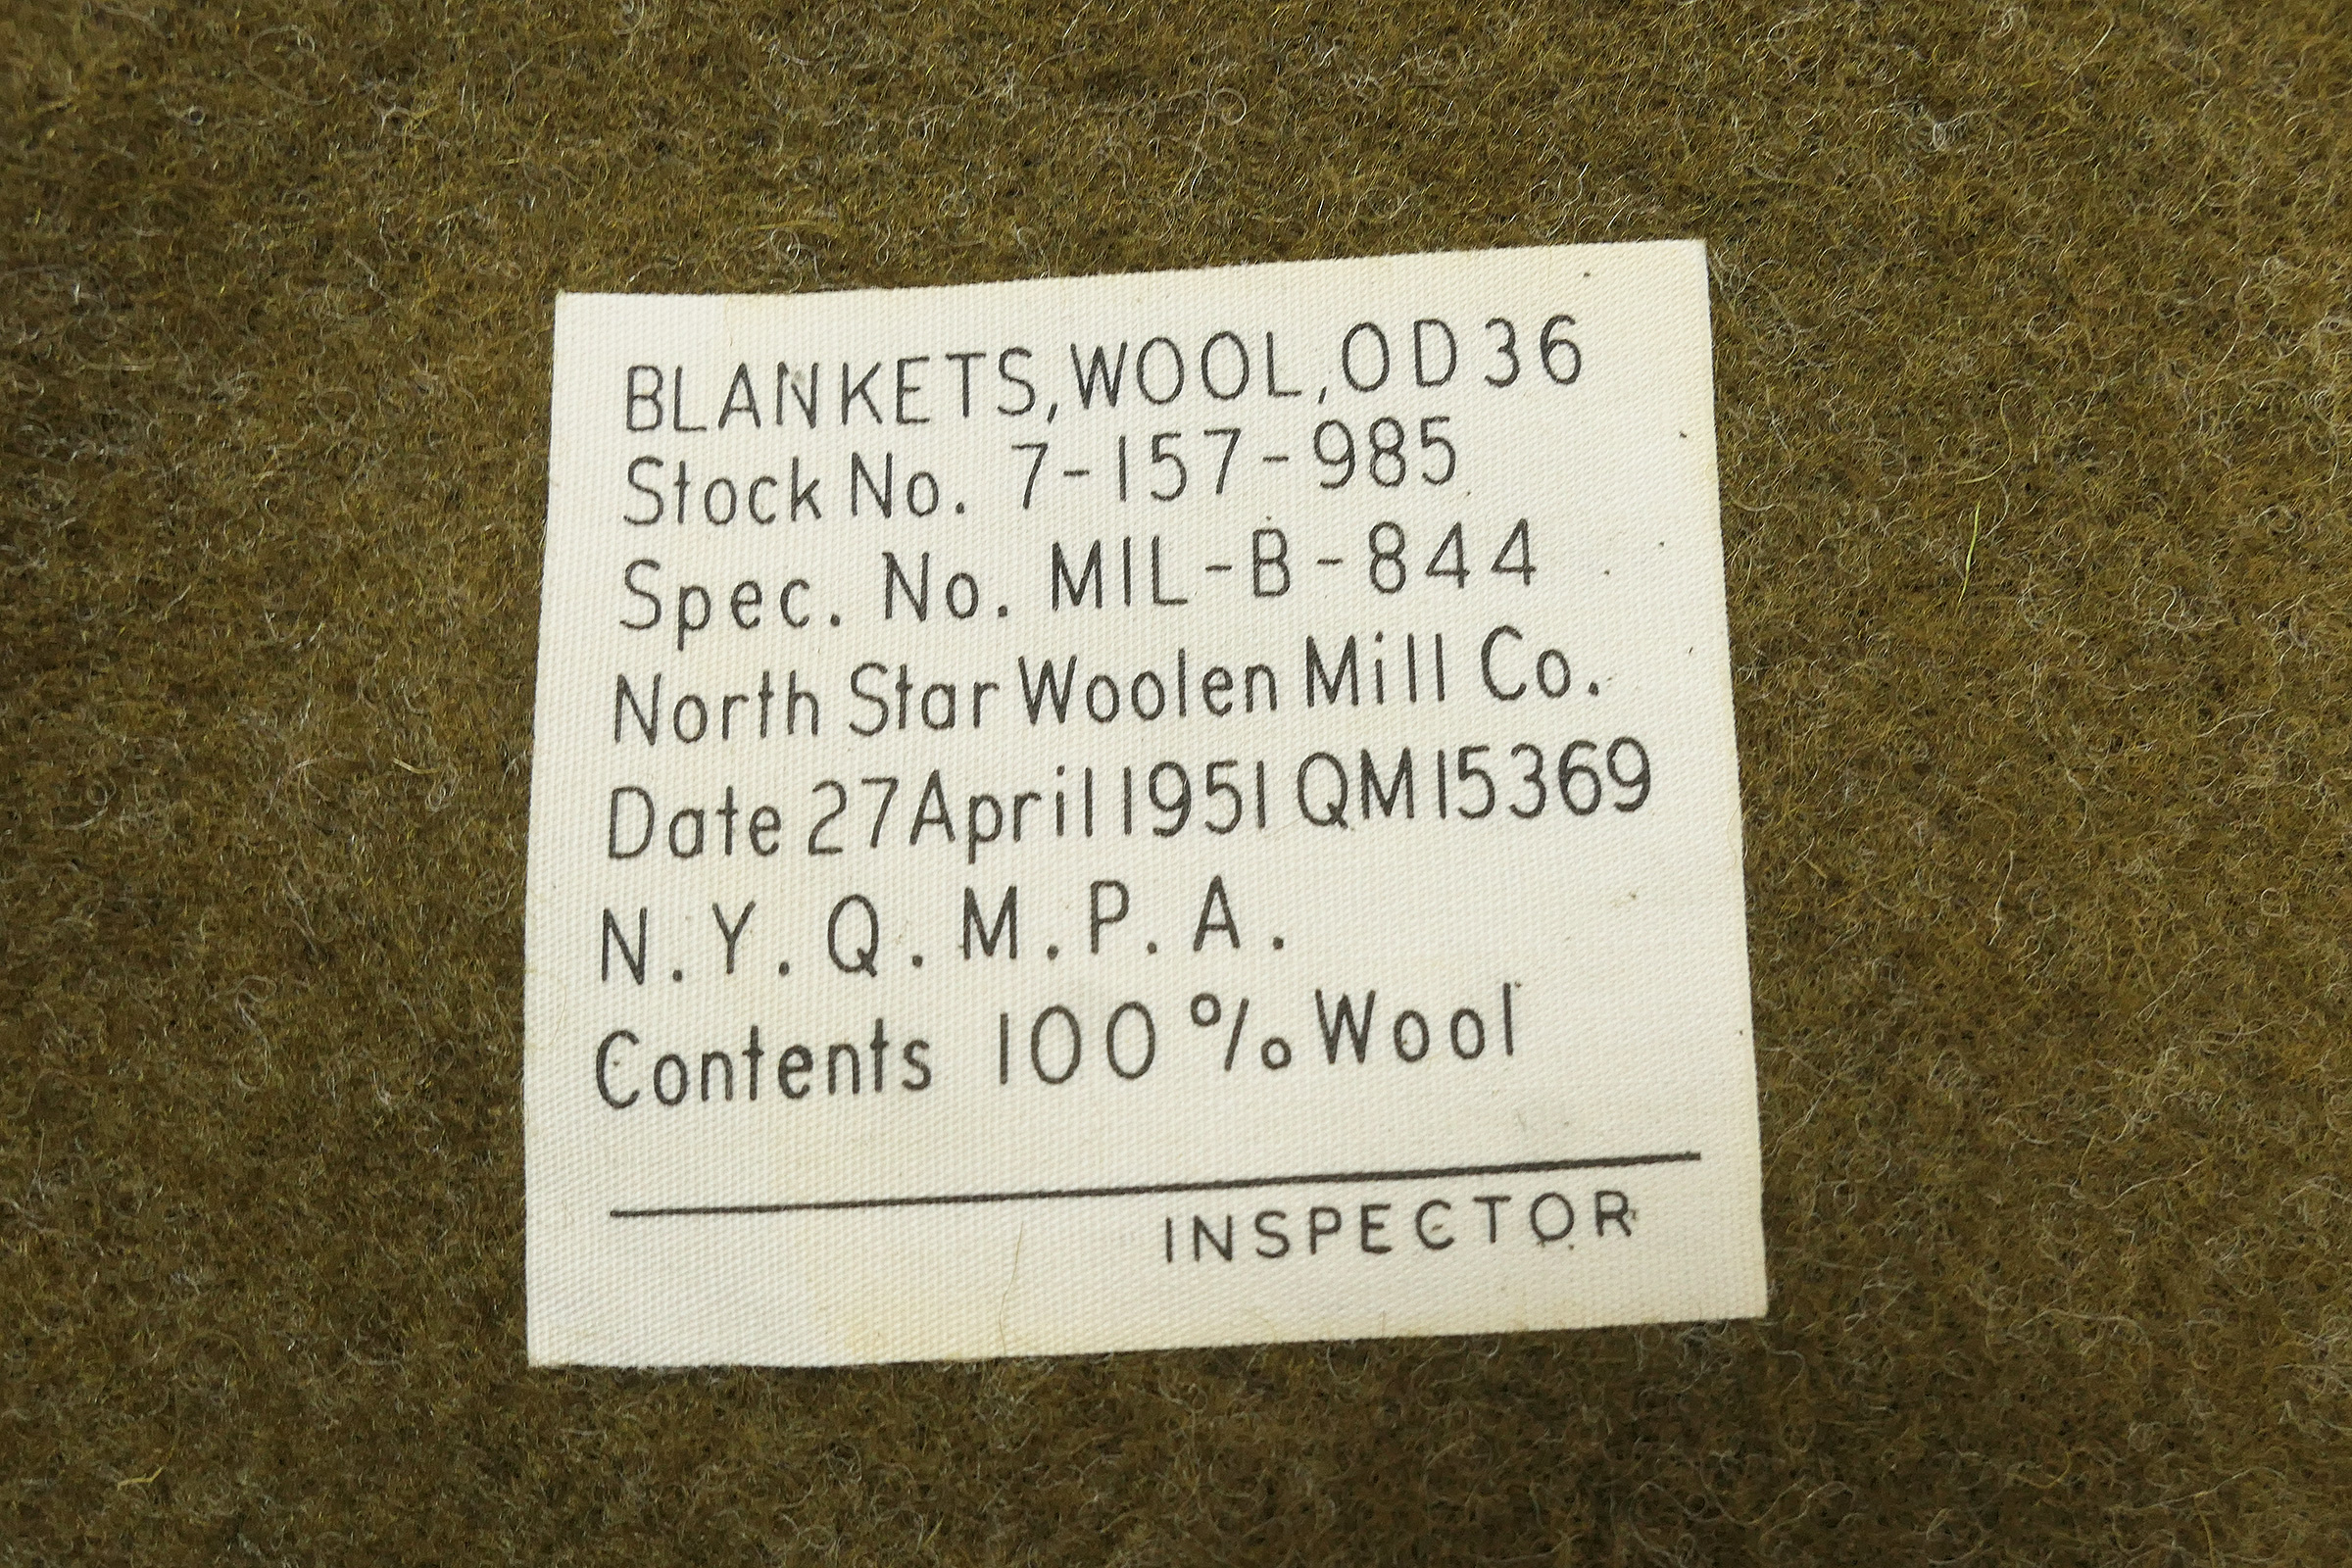 BLANKETS, WOOL, OD 36
Stock No. 7-157-985
Spec. No. MIL-B-844
North Star Woolen Mill Co.
Date 27 April 1951 QM 15369
N.Y.Q.M.P.A.
Contents 100% Wool
INSPECTOR